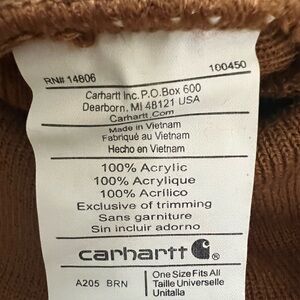 RN# 14806 100450
Carhartt Inc. P.O. Box 600
Dearborn, MI 48121 USA
Carhartt.Com
Made in Vietnam
Fabriqué au Vietnam
Hecho en Vietnam
100% Acrylic
100% Acrylique
100% Acrílico
Exclusive of trimming
Sans garniture
Sin incluir adorno
carhartt ®
A205 BRN
One Size Fits All
Taille Universelle
Unitalla